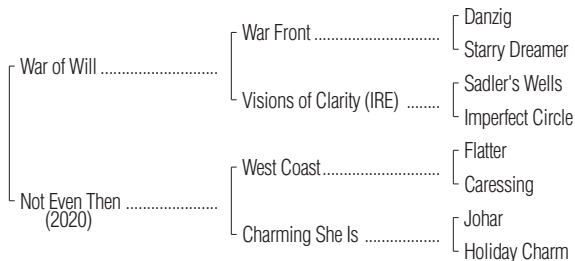 Danzig
War Front
Starry Dreamer
War of Will
Sadler's Wells
Visions of Clarity (IRE)
Imperfect Circle
Flatter
West Coast
Caressing
Not Even Then
(2020)
Johar
Charming She Is
Holiday Charm